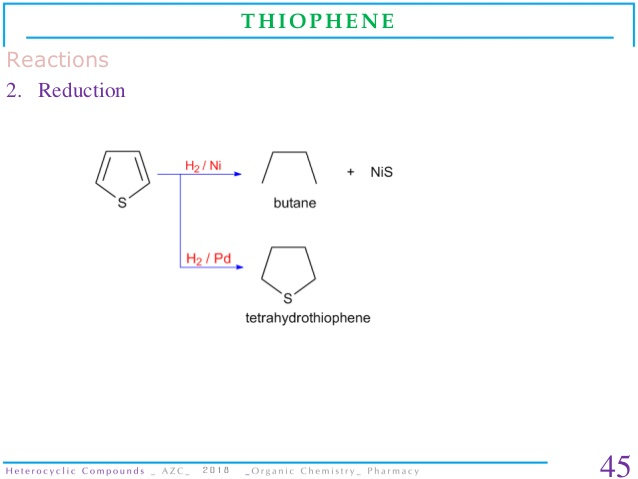 THIOPHENE
Reactions
2. Reduction
H2 / Ni
S
butane
+ NiS
H2 / Pd
S
tetrahydrothiophene
Heterocyclic Compounds _ AZC_ 2018 _Organic Chemistry_ Pharmacy
45